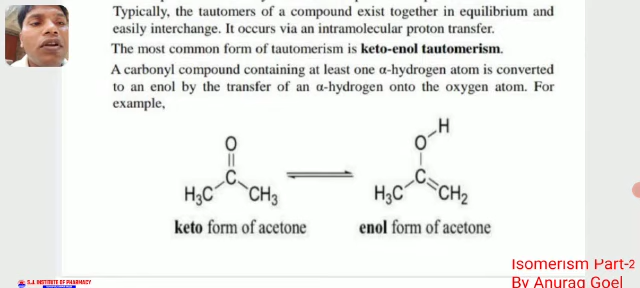 Typically, the tautomers of a compound exist together in equilibrium and
easily interchange. It occurs via an intramolecular proton transfer.
The most common form of tautomerism is keto-enol tautomerism.
A carbonyl compound containing at least one α-hydrogen atom is converted
to an enol by the transfer of an α-hydrogen onto the oxygen atom. For
example,
H
O O
C C
H₃C CH₃ H₃C CH₂
keto form of acetone enol form of acetone
Isomerism Part-2
By Anurag Goel
S.J. INSTITUTE OF PHARMACY